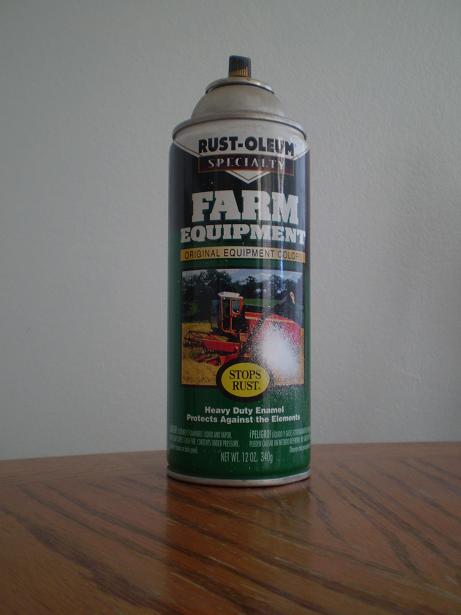 RUST-OLEUM
SPECIALTY
FARM
EQUIPMENT
ORIGINAL EQUIPMENT COLORS
STOPS
RUST.
Heavy Duty Enamel
Protects Against the Elements
¡PELIGRO!
NET WT. 12 OZ. 340g